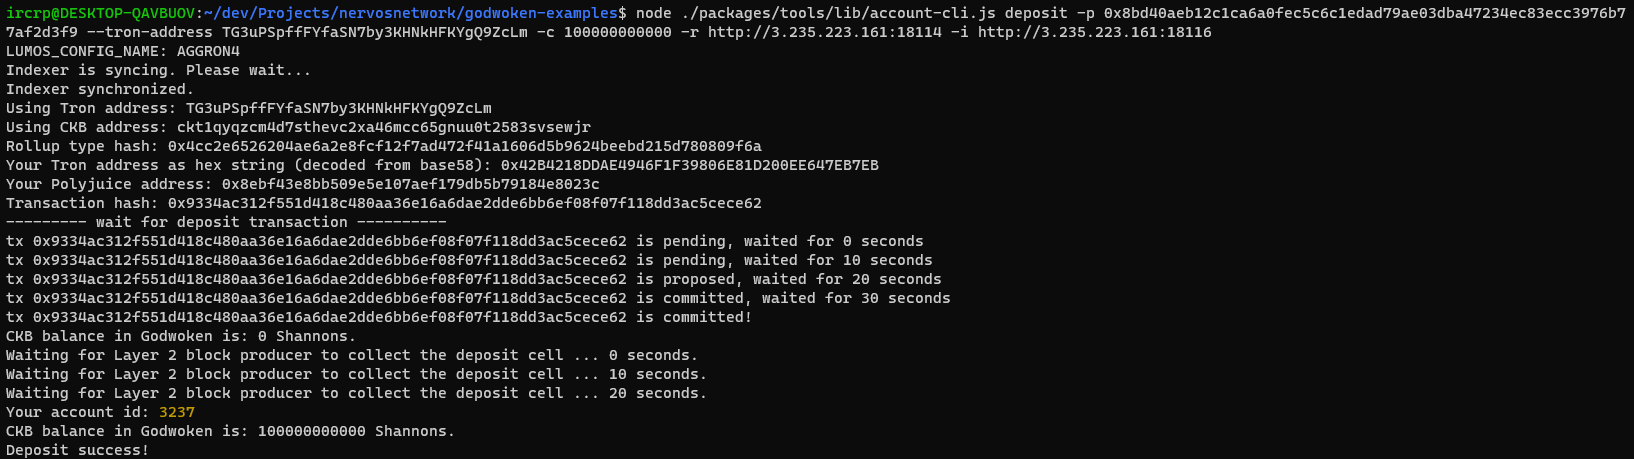 ircrp@DESKTOP-QAVBUOV:~/dev/Projects/nervosnetwork/godwoken-examples$ node ./packages/tools/lib/account-cli.js deposit -p 0x8bd40aeb12c1ca6a0fec5c6c1edad79ae03dba47234ec83ecc3976b7
7af2d3f9 --tron-address TG3uPSpffFYfaSN7by3KHNkHFKYgQ9ZcLm -c 100000000000 -r http://3.235.223.161:18114 -i http://3.235.223.161:18116
LUMOS_CONFIG_NAME: AGGRON4
Indexer is syncing. Please wait...
Indexer synchronized.
Using Tron address: TG3uPSpffFYfaSN7by3KHNkHFKYgQ9ZcLm
Using CKB address: ckt1qyqzcm4d7sthevc2xa46mcc65gnuu0t2583svsewjr
Rollup type hash: 0x4cc2e6526204ae6a2e8fcf12f7ad472f41a1606d5b9624beebd215d780809f6a
Your Tron address as hex string (decoded from base58): 0x42B4218DDAE4946F1F39806E81D200EE647EB7EB
Your Polyjuice address: 0x8ebf43e8bb509e5e107aef179db5b79184e8023c
Transaction hash: 0x9334ac312f551d418c480aa36e16a6dae2dde6bb6ef08f07f118dd3ac5cece62
--------- wait for deposit transaction ----------
tx 0x9334ac312f551d418c480aa36e16a6dae2dde6bb6ef08f07f118dd3ac5cece62 is pending, waited for 0 seconds
tx 0x9334ac312f551d418c480aa36e16a6dae2dde6bb6ef08f07f118dd3ac5cece62 is pending, waited for 10 seconds
tx 0x9334ac312f551d418c480aa36e16a6dae2dde6bb6ef08f07f118dd3ac5cece62 is proposed, waited for 20 seconds
tx 0x9334ac312f551d418c480aa36e16a6dae2dde6bb6ef08f07f118dd3ac5cece62 is committed, waited for 30 seconds
tx 0x9334ac312f551d418c480aa36e16a6dae2dde6bb6ef08f07f118dd3ac5cece62 is committed!
CKB balance in Godwoken is: 0 Shannons.
Waiting for Layer 2 block producer to collect the deposit cell ... 0 seconds.
Waiting for Layer 2 block producer to collect the deposit cell ... 10 seconds.
Waiting for Layer 2 block producer to collect the deposit cell ... 20 seconds.
Your account id: 3237
CKB balance in Godwoken is: 100000000000 Shannons.
Deposit success!